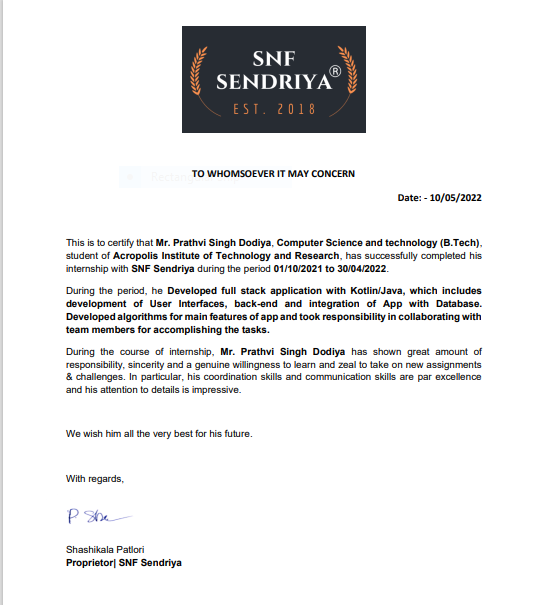 SNF
SENDRIYA®
EST. 2018
Rectang
TO WHOMSOEVER IT MAY CONCERN
Date: - 10/05/2022
This is to certify that Mr. Prathvi Singh Dodiya, Computer Science and technology (B.Tech),
student of Acropolis Institute of Technology and Research, has successfully completed his
internship with SNF Sendriya during the period 01/10/2021 to 30/04/2022.
During the period, he Developed full stack application with Kotlin/Java, which includes
development of User Interfaces, back-end and integration of App with Database.
Developed algorithms for main features of app and took responsibility in collaborating with
team members for accomplishing the tasks.
During the course of internship, Mr. Prathvi Singh Dodiya has shown great amount of
responsibility, sincerity and a genuine willingness to learn and zeal to take on new assignments
& challenges. In particular, his coordination skills and communication skills are par excellence
and his attention to details is impressive.
We wish him all the very best for his future.
With regards,
Shashikala Patlori
Proprietor| SNF Sendriya